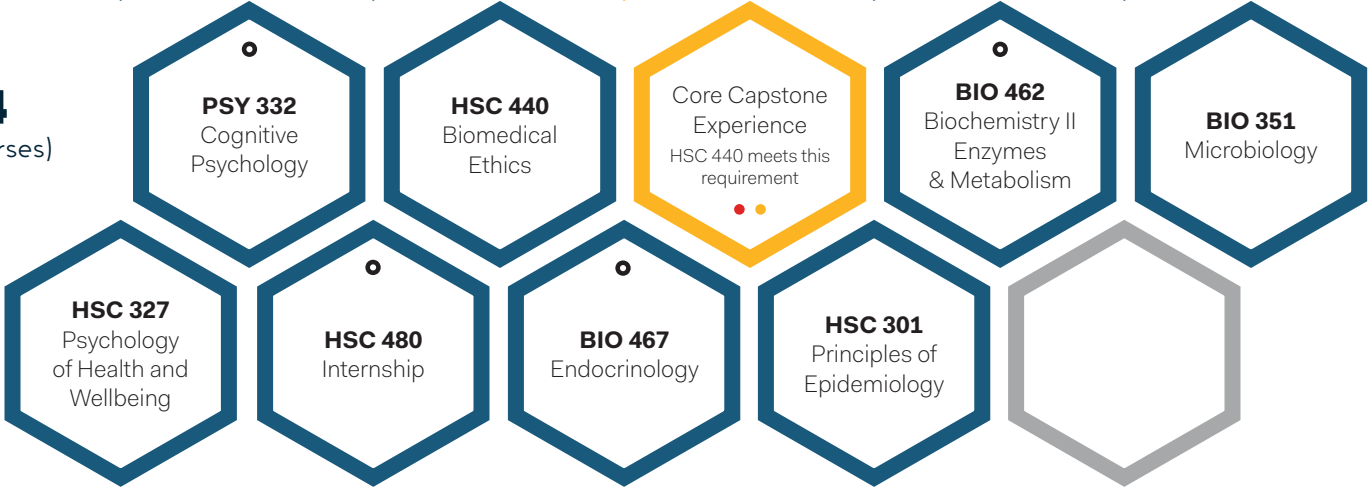 4
PSY 332
Cognitive
Psychology
HSC 440
Biomedical
Ethics
Core Capstone
Experience
HSC 440 meets this
requirement
BIO 462
Biochemistry II
Enzymes
& Metabolism
BIO 351
Microbiology
HSC 327
Psychology
of Health and
Wellbeing
HSC 480
Internship
BIO 467
Endocrinology
HSC 301
Principles of
Epidemiology